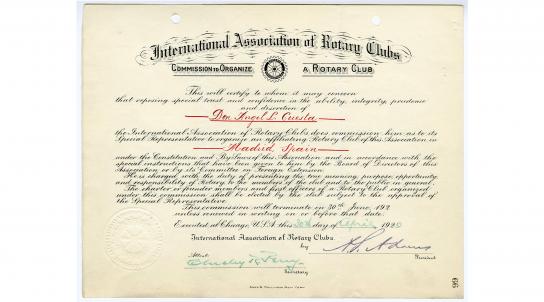 International Association of Rotary Clubs
COMMISSION TO ORGANIZE A ROTARY CLUB
This will certify to whom it may concern
that reposing special trust and confidence in the ability, integrity, prudence
and discretion of
Don Angel L. Cuesta
the International Association of Rotary Clubs does commission him as its
Special Representative to organize an affiliating Rotary Club of this Association in
Madrid, Spain
under the Constitution and By-Laws of this Association and in accordance with the
special instructions that have been given to him by the Board of Directors of this
Association or by its Committee on Foreign Extension.
He is charged with the duty of presenting the true meaning, purpose, opportunity
and responsibility of Rotary to the members of the club and to the public in general.
The charter or founder members and first officers of a Rotary Club organized
under this commission shall be elected by the club subject to the approval of
the Special Representative.
This commission will terminate on 30th June, 192
unless renewed in writing on or before that date.
Executed at Chicago, U.S.A. this day of April 1920
International Association of Rotary Clubs.
by
President
Attest
Secretary
66